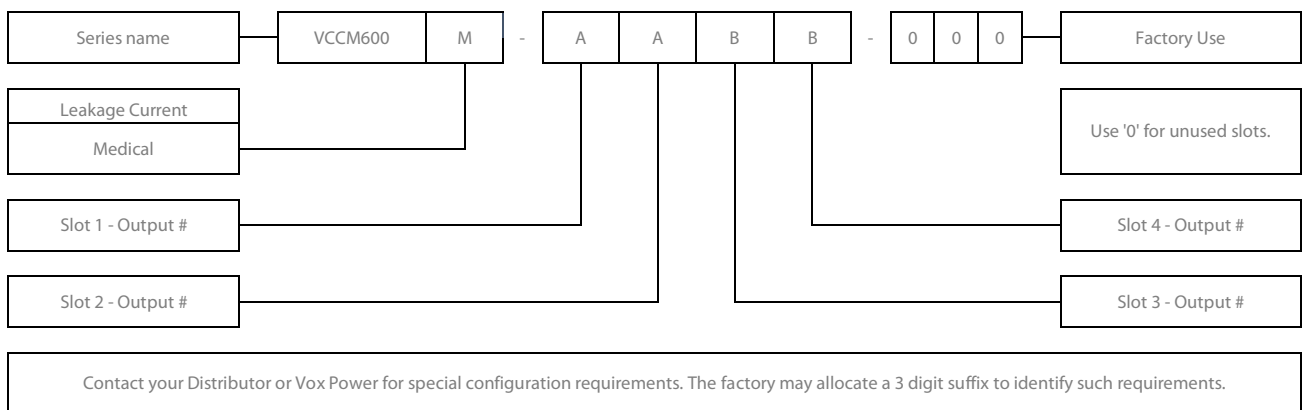 Series name
VCCM600
M
-
A
A
B
B
-
0
0
0
Factory Use
Leakage Current
Medical
Use '0' for unused slots.
Slot 1 - Output #
Slot 4 - Output #
Slot 2 - Output #
Slot 3 - Output #
Contact your Distributor or Vox Power for special configuration requirements. The factory may allocate a 3 digit suffix to identify such requirements.